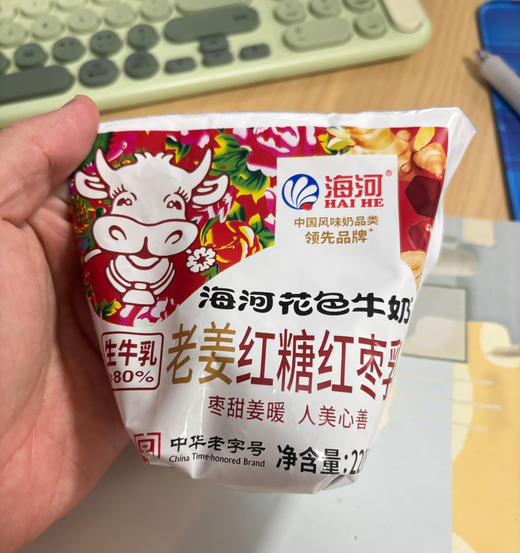 海河®
HAI HE
中国风味奶品类
领先品牌*
海河花色牛奶
老姜红糖红枣乳
枣甜姜暖 人美心善
生牛乳
≥80%
中华老字号
China Time-honored Brand
净含量:22